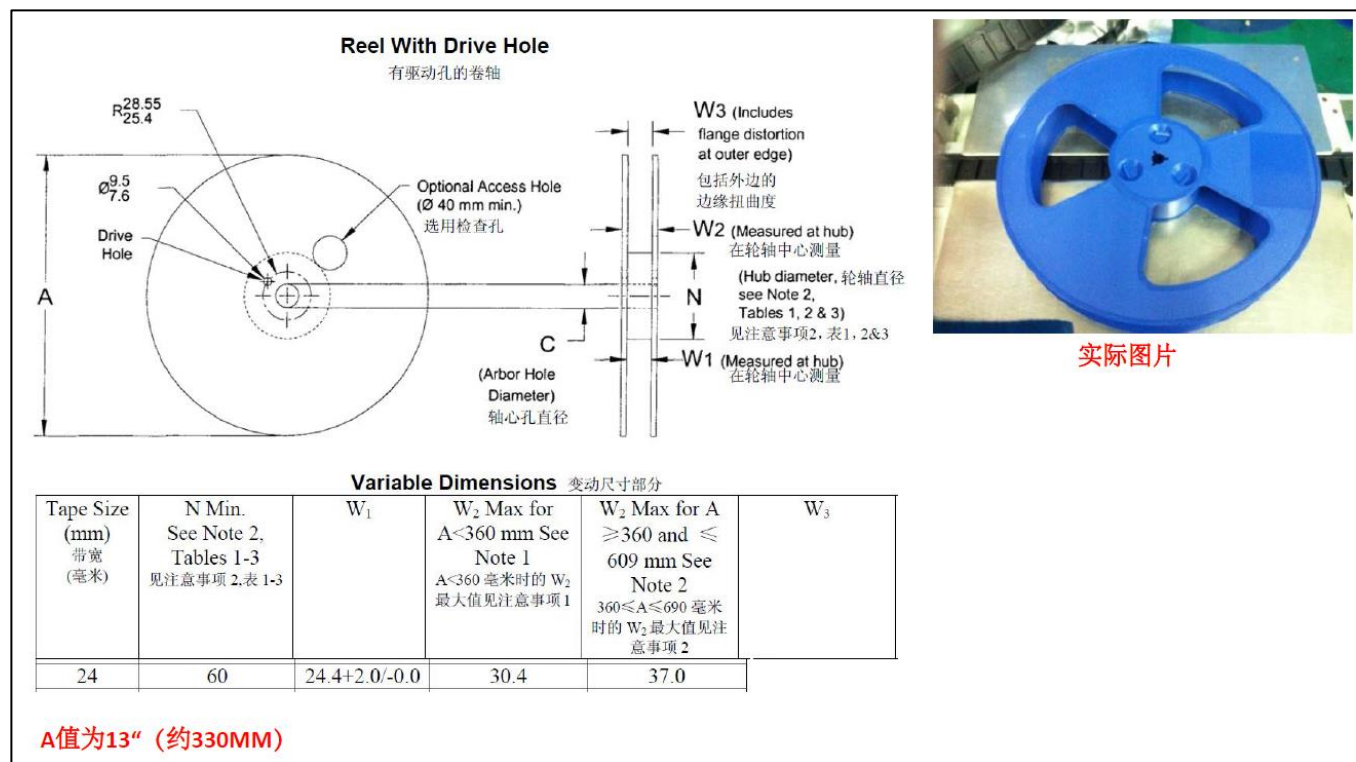 Reel With Drive Hole
有驱动孔的卷轴
R28.55
25.4
Ø9.5
7.6
Drive
Hole
A
Optional Access Hole
(Ø 40 mm min.)
选用检查孔
C
(Arbor Hole
Diameter)
轴心孔直径
W3 (Includes
flange distortion
at outer edge)
包括外边的
边缘扭曲度
W2 (Measured at hub)
在轮轴中心测量
N
(Hub diameter, 轮轴直径
see Note 2,
Tables 1, 2 & 3)
见注意事项2，表1，2&3
W1 (Measured at hub)
在轮轴中心测量
实际图片
Variable Dimensions 变动尺寸部分
Tape Size
(mm)
带宽
(毫米)
N Min.
See Note 2,
Tables 1-3
见注意事项 2,表 1-3
W₁
W₂ Max for
A<360 mm See
Note 1
A<360 毫米时的 W₂
最大值见注意事项1
W₂ Max for A
≥360 and ≤
609 mm See
Note 2
360≤A≤690 毫米
时的 W₂ 最大值见注
意事项 2
W₃
24 60 24.4+2.0/-0.0 30.4 37.0
A值为13“（约330MM）